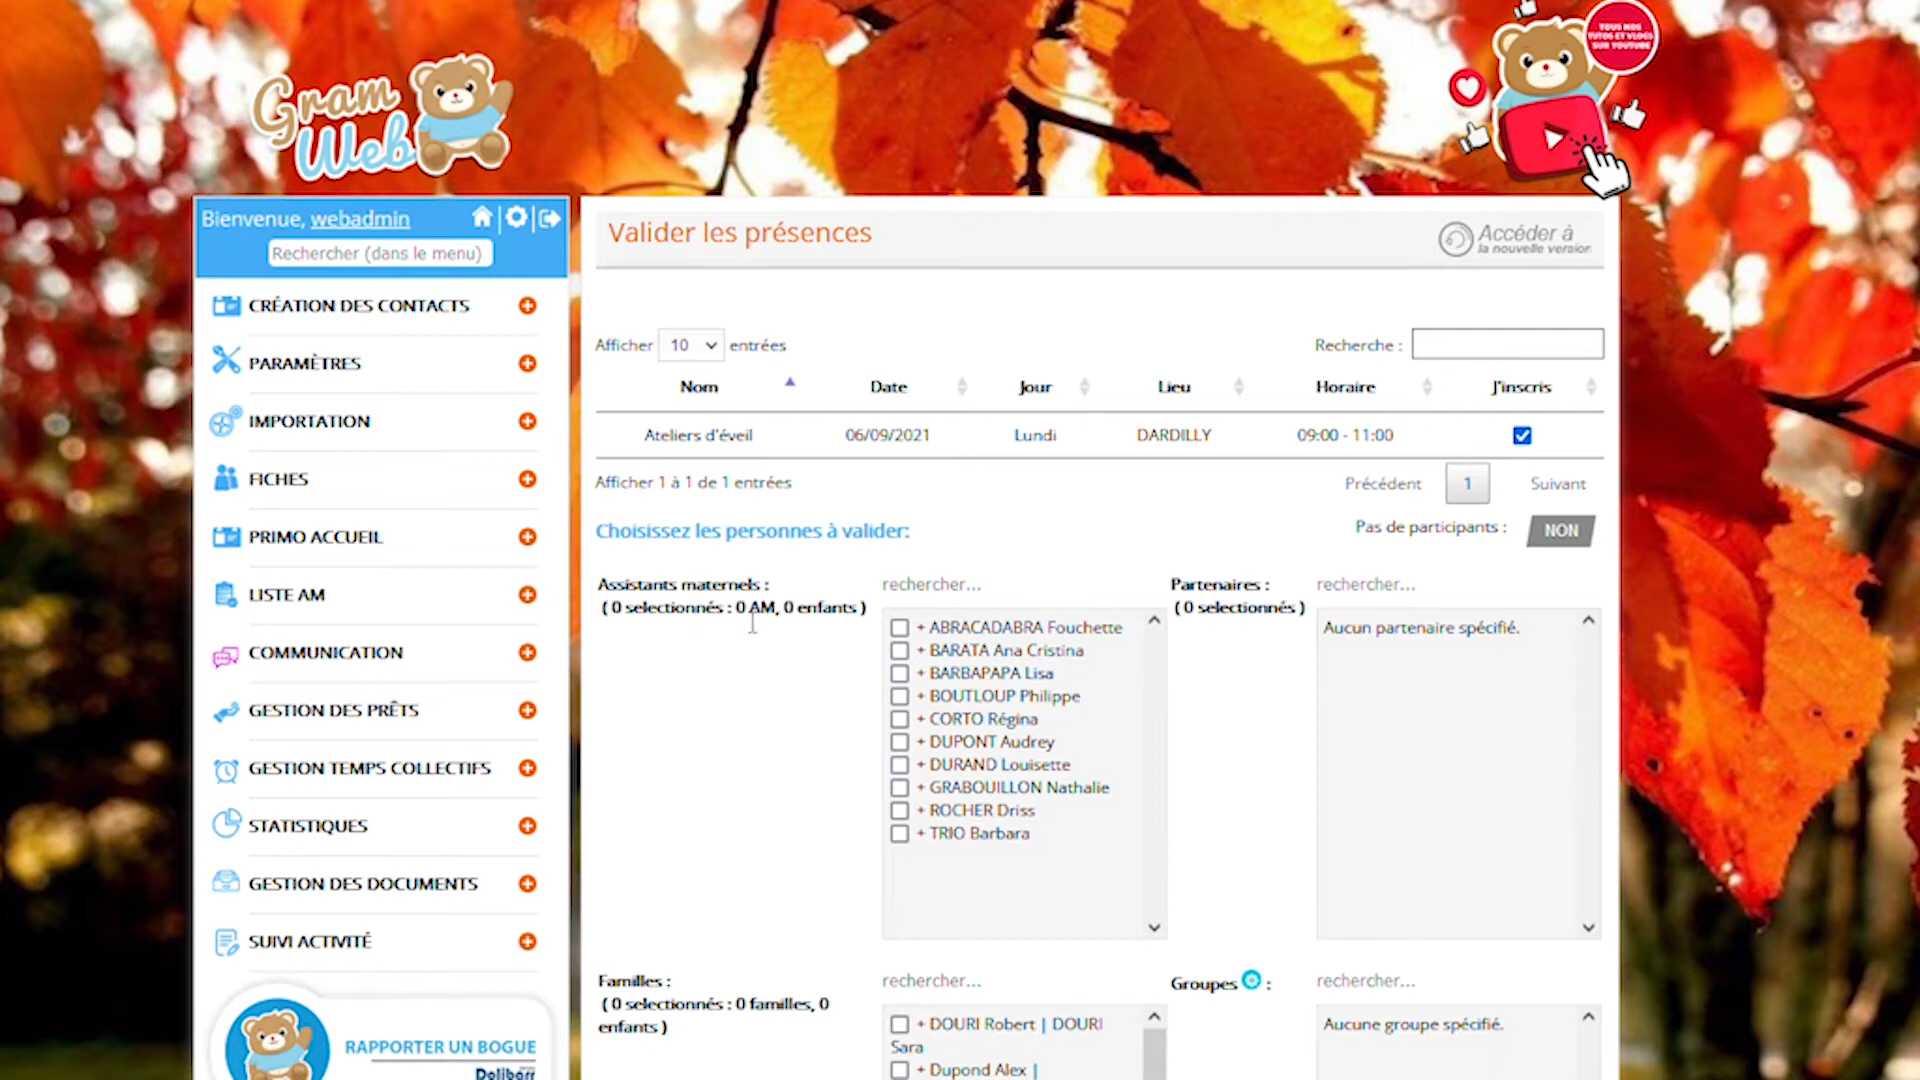 Gram
Web
TOUS NOS
TUTOS ET VLOGS
SUR YOUTUBE
Bienvenue, webadmin
Rechercher (dans le menu)
CRÉATION DES CONTACTS
PARAMÈTRES
IMPORTATION
FICHES
PRIMO ACCUEIL
LISTE AM
COMMUNICATION
GESTION DES PRÊTS
GESTION TEMPS COLLECTIFS
STATISTIQUES
GESTION DES DOCUMENTS
SUIVI ACTIVITÉ
RAPPORTER UN BOGUE
Dolibarr
Valider les présences
Accéder à
la nouvelle version
Afficher 10 entrées
Recherche :
Nom Date Jour Lieu Horaire J'inscris
Ateliers d'éveil 06/09/2021 Lundi DARDILLY 09:00 - 11:00
Afficher 1 à 1 de 1 entrées
Précédent 1 Suivant
Choisissez les personnes à valider:
Pas de participants : NON
Assistants maternels :
( 0 selectionnés : 0 AM, 0 enfants )
rechercher...
+ ABRACADABRA Fouchette
+ BARATA Ana Cristina
+ BARBAPAPA Lisa
+ BOUTLOUP Philippe
+ CORTO Régina
+ DUPONT Audrey
+ DURAND Louisette
+ GRABOUILLON Nathalie
+ ROCHER Driss
+ TRIO Barbara
Partenaires :
( 0 selectionnés )
rechercher...
Aucun partenaire spécifié.
Familles :
( 0 selectionnés : 0 familles, 0
enfants )
rechercher...
+ DOURI Robert | DOURI
Sara
+ Dupond Alex |
Groupes :
rechercher...
Aucune groupe spécifié.